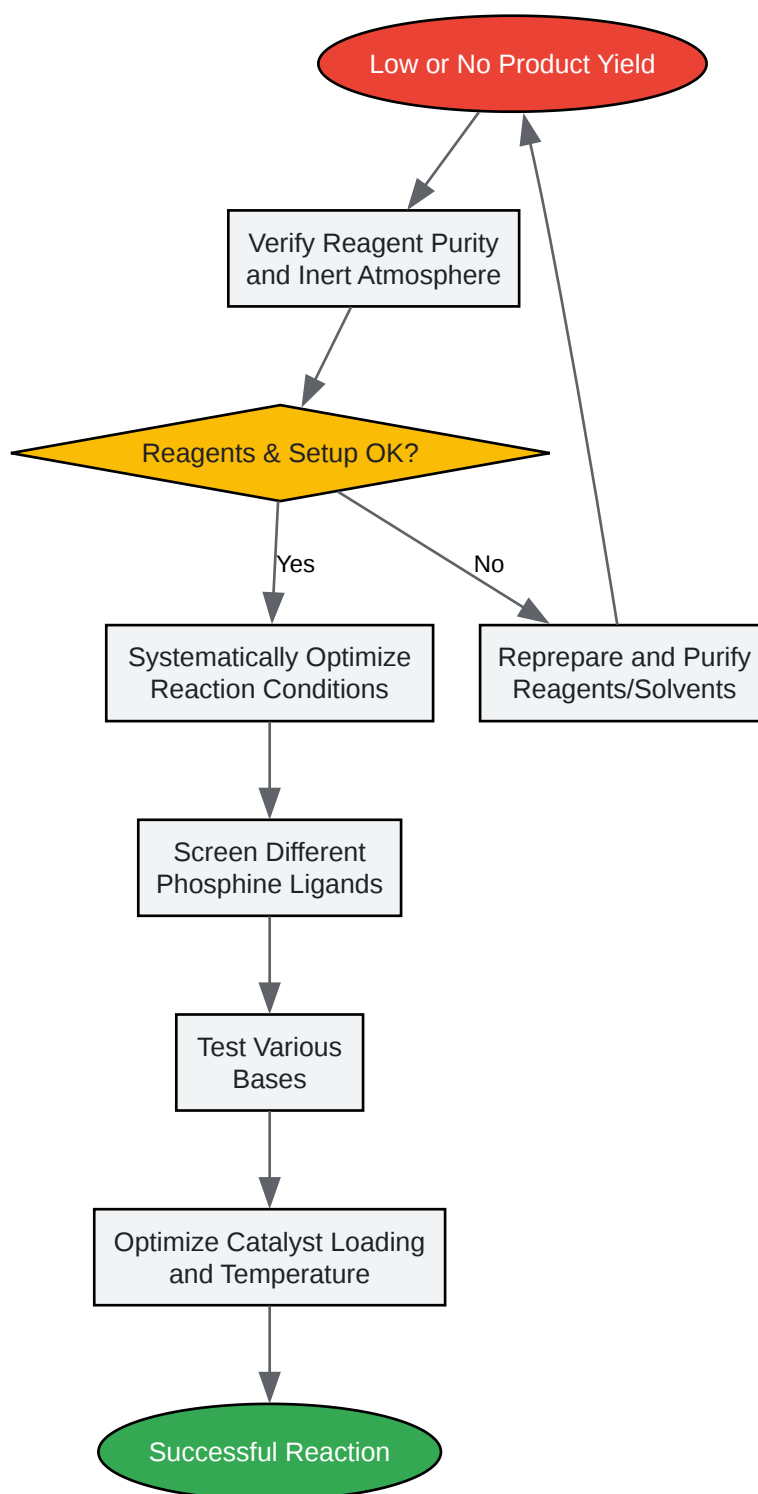 Low or No Product Yield
Verify Reagent Purity
and Inert Atmosphere
Reagents & Setup OK?
Yes
No
Systematically Optimize
Reaction Conditions
Reprepare and Purify
Reagents/Solvents
Screen Different
Phosphine Ligands
Test Various
Bases
Optimize Catalyst Loading
and Temperature
Successful Reaction